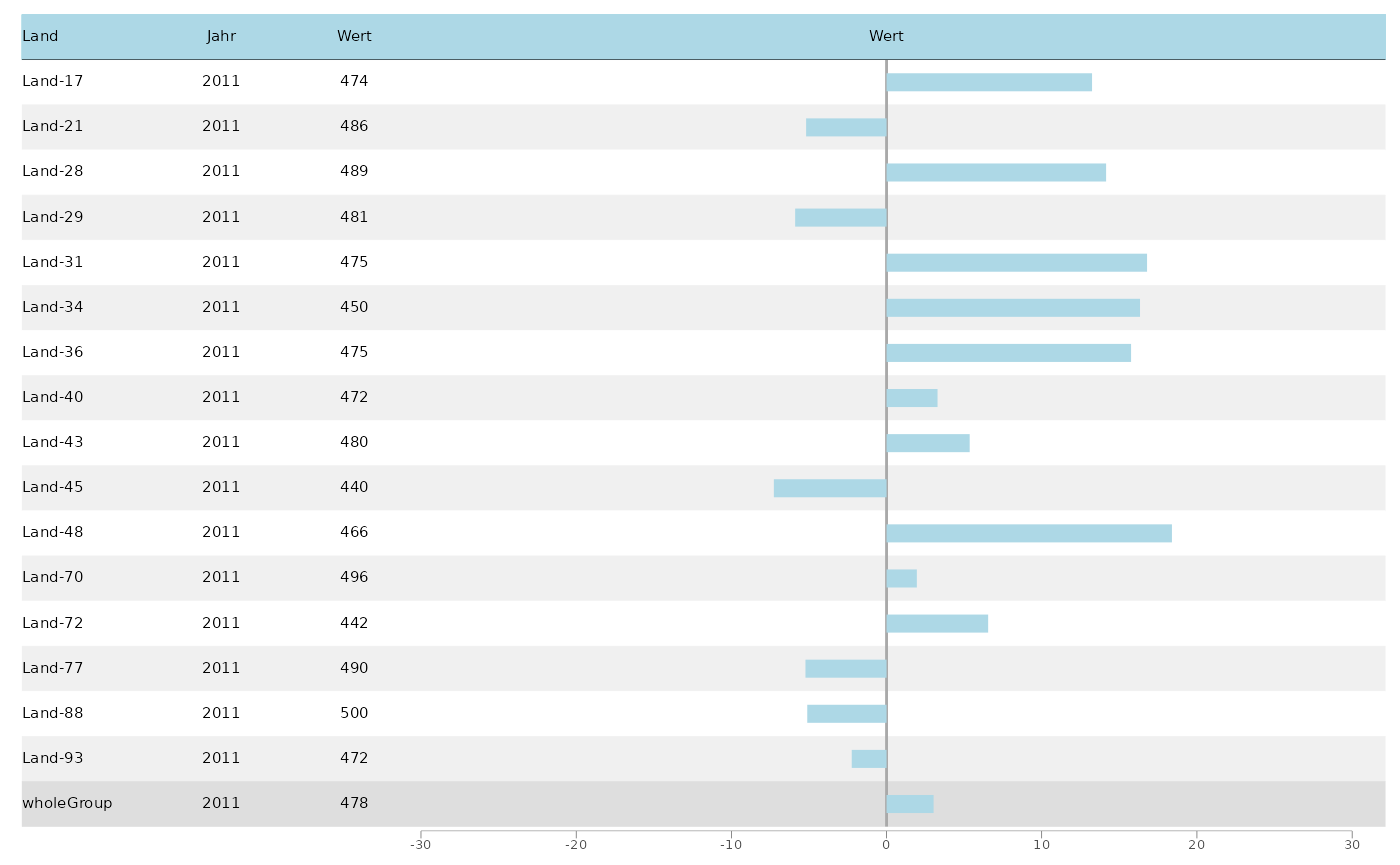 Land Jahr Wert Wert
Land-17 2011 474
Land-21 2011 486
Land-28 2011 489
Land-29 2011 481
Land-31 2011 475
Land-34 2011 450
Land-36 2011 475
Land-40 2011 472
Land-43 2011 480
Land-45 2011 440
Land-48 2011 466
Land-70 2011 496
Land-72 2011 442
Land-77 2011 490
Land-88 2011 500
Land-93 2011 472
wholeGroup 2011 478
-30 -20 -10 0 10 20 30